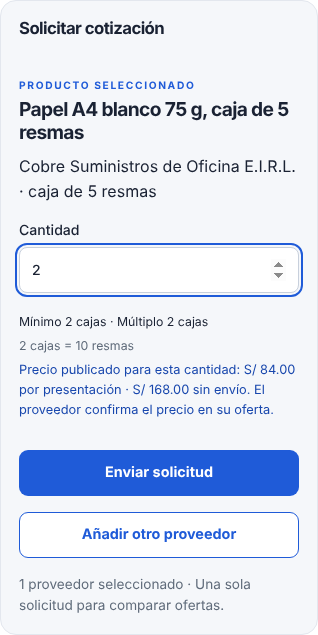 Solicitar cotización
PRODUCTO SELECCIONADO
Papel A4 blanco 75 g, caja de 5
resmas
Cobre Suministros de Oficina E.I.R.L.
· caja de 5 resmas
Cantidad
2
Mínimo 2 cajas · Múltiplo 2 cajas
2 cajas = 10 resmas
Precio publicado para esta cantidad: S/ 84.00
por presentación · S/ 168.00 sin envío. El
proveedor confirma el precio en su oferta.
Enviar solicitud
Añadir otro proveedor
1 proveedor seleccionado · Una sola
solicitud para comparar ofertas.